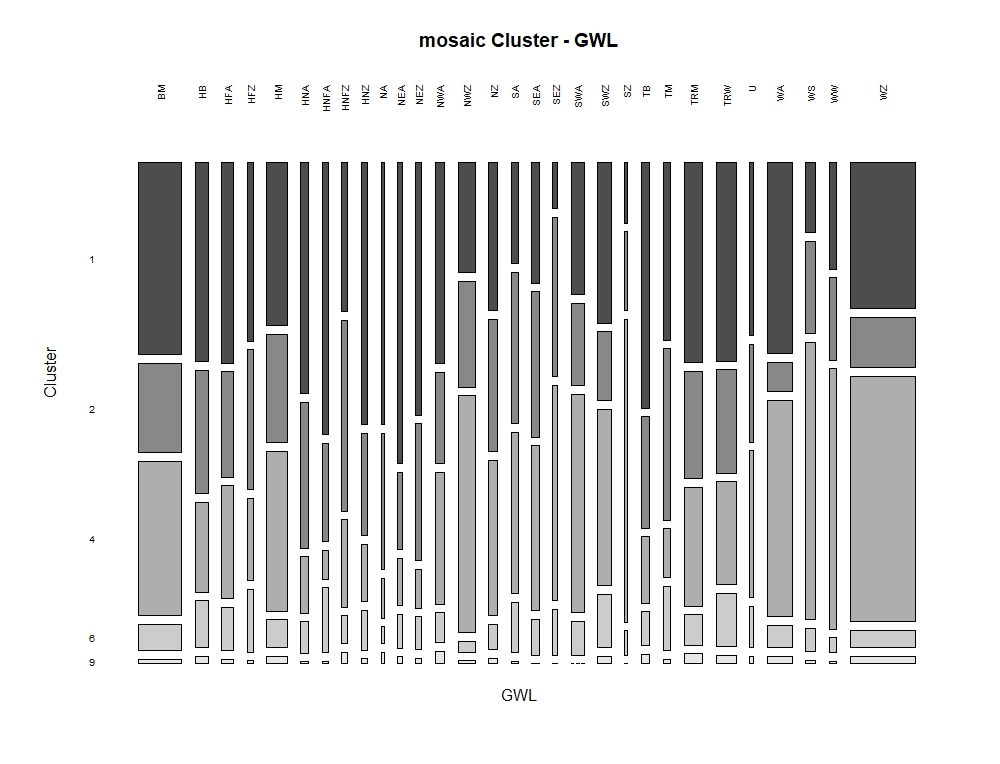 mosaic Cluster - GWL
BM HB HFA HFZ HM HNA HNFA HNFZ HNZ NA NEA NEZ NWA NWZ NZ SA SEA SEZ SWA SWZ SZ TB TM TRM TRW U WA WS WW WZ
1
Cluster
2
4
6
9
GWL